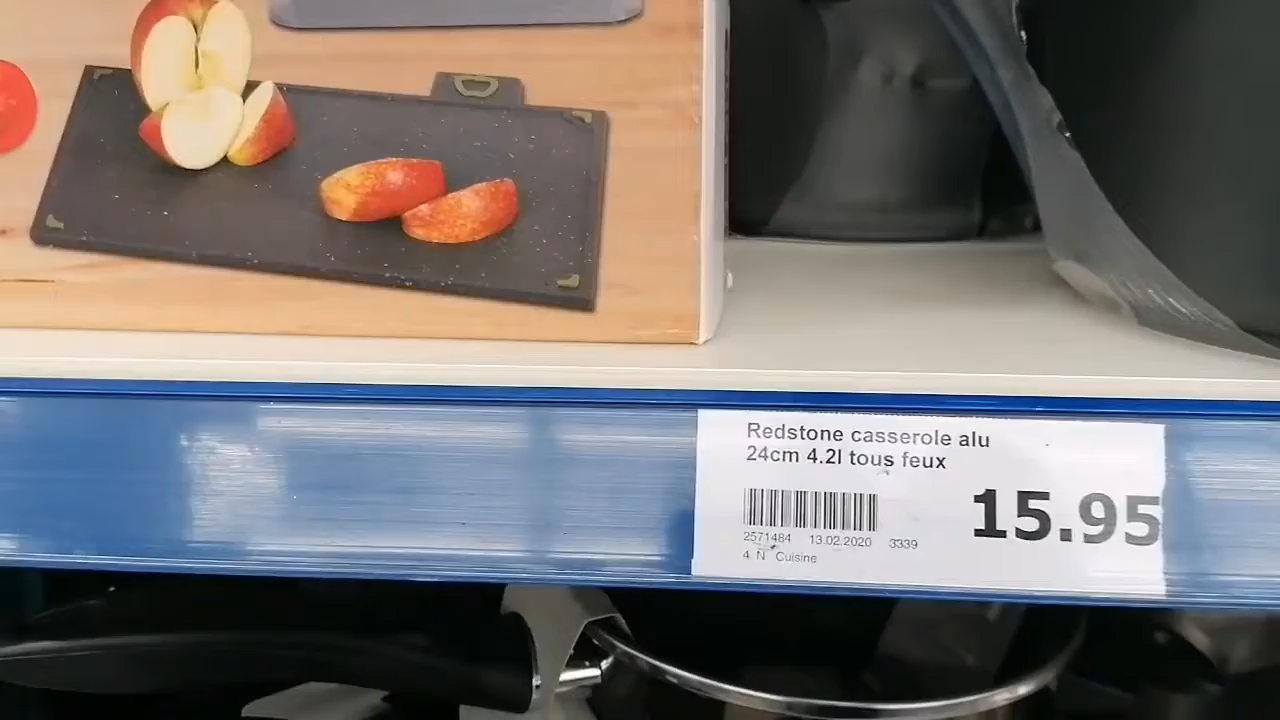 Redstone casserole alu
24cm 4.2l tous feux
15.95
2571484 13.02.2020 3339
4 N Cuisine